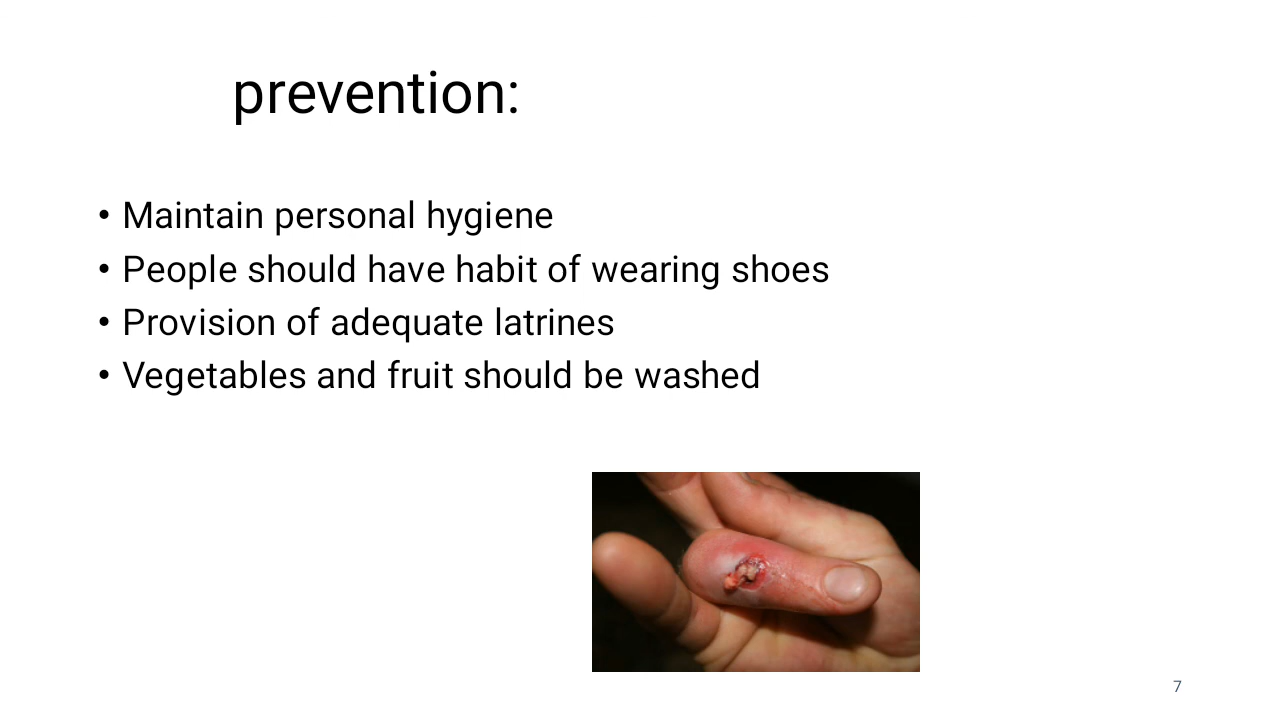 prevention:
• Maintain personal hygiene
• People should have habit of wearing shoes
• Provision of adequate latrines
• Vegetables and fruit should be washed
7